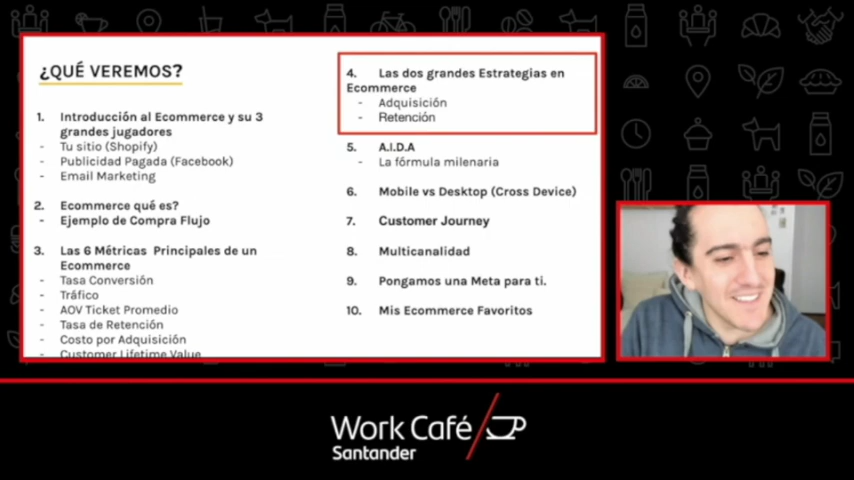 ¿QUÉ VEREMOS?
1. Introducción al Ecommerce y su 3
grandes jugadores
- Tu sitio (Shopify)
- Publicidad Pagada (Facebook)
- Email Marketing
2. Ecommerce qué es?
- Ejemplo de Compra Flujo
3. Las 6 Métricas Principales de un
Ecommerce
- Tasa Conversión
- Tráfico
- AOV Ticket Promedio
- Tasa de Retención
- Costo por Adquisición
- Customer Lifetime Value
4. Las dos grandes Estrategias en
Ecommerce
- Adquisición
- Retención
5. A.I.D.A
- La fórmula milenaria
6. Mobile vs Desktop (Cross Device)
7. Customer Journey
8. Multicanalidad
9. Pongamos una Meta para ti.
10. Mis Ecommerce Favoritos
Work Café
Santander